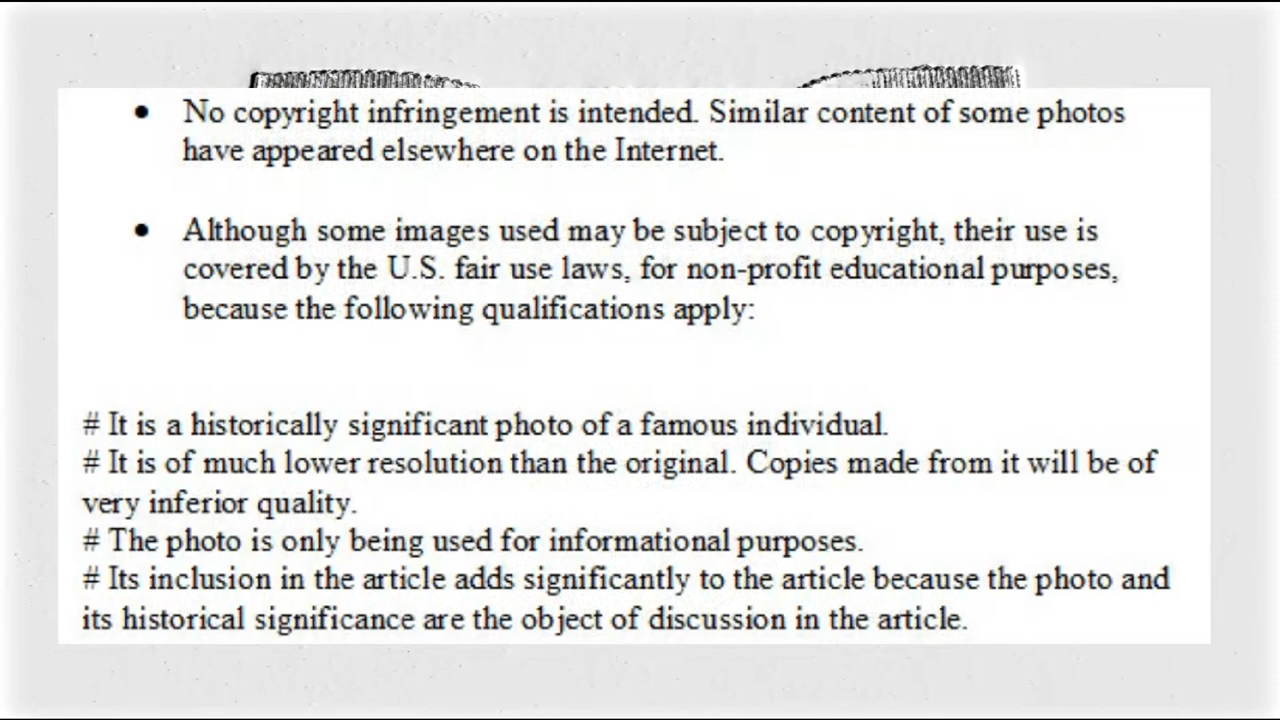 • No copyright infringement is intended. Similar content of some photos
have appeared elsewhere on the Internet.
• Although some images used may be subject to copyright, their use is
covered by the U.S. fair use laws, for non-profit educational purposes,
because the following qualifications apply:
# It is a historically significant photo of a famous individual.
# It is of much lower resolution than the original. Copies made from it will be of
very inferior quality.
# The photo is only being used for informational purposes.
# Its inclusion in the article adds significantly to the article because the photo and
its historical significance are the object of discussion in the article.